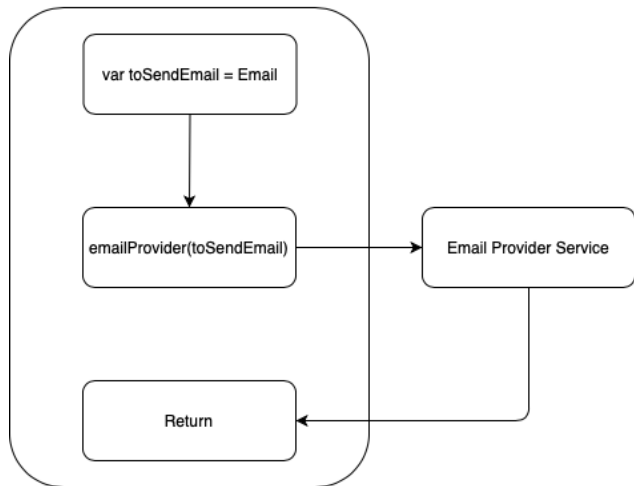 var toSendEmail = Email
emailProvider(toSendEmail)
Email Provider Service
Return